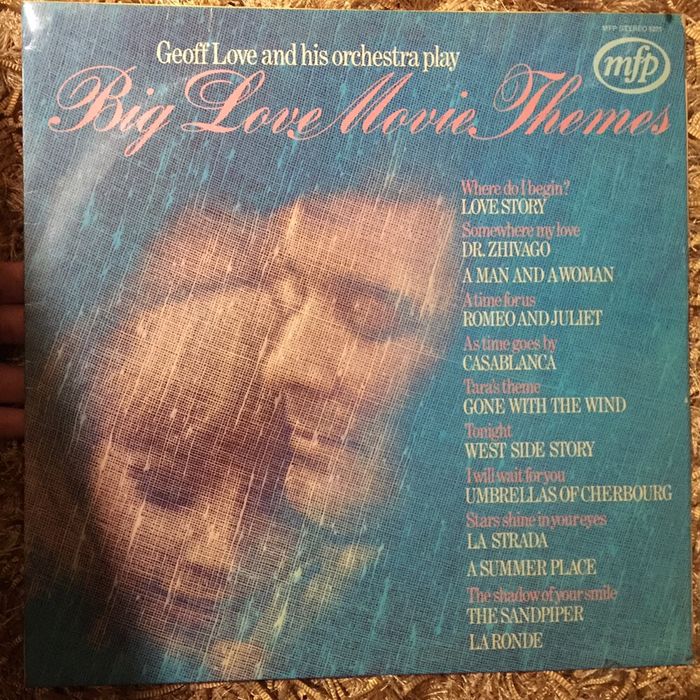 MFP STEREO 5221
mfp
Geoff Love and his orchestra play
Big Love Movie Themes
Where do I begin?
LOVE STORY
Somewhere my love
DR. ZHIVAGO
A MAN AND A WOMAN
A time for us
ROMEO AND JULIET
As time goes by
CASABLANCA
Tara's theme
GONE WITH THE WIND
Tonight
WEST SIDE STORY
I will wait for you
UMBRELLAS OF CHERBOURG
Stars shine in your eyes
LA STRADA
A SUMMER PLACE
The shadow of your smile
THE SANDPIPER
LA RONDE